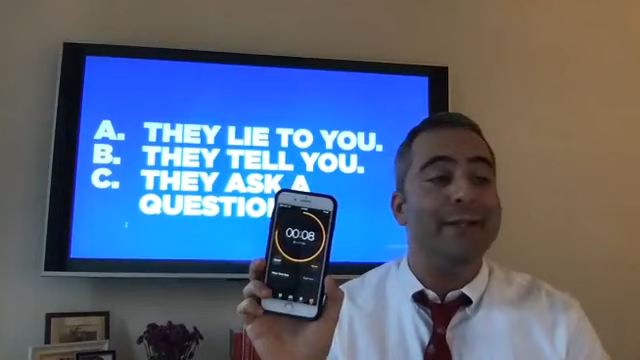 A. THEY LIE TO YOU.
B. THEY TELL YOU.
C. THEY ASK A
QUESTION
00:08